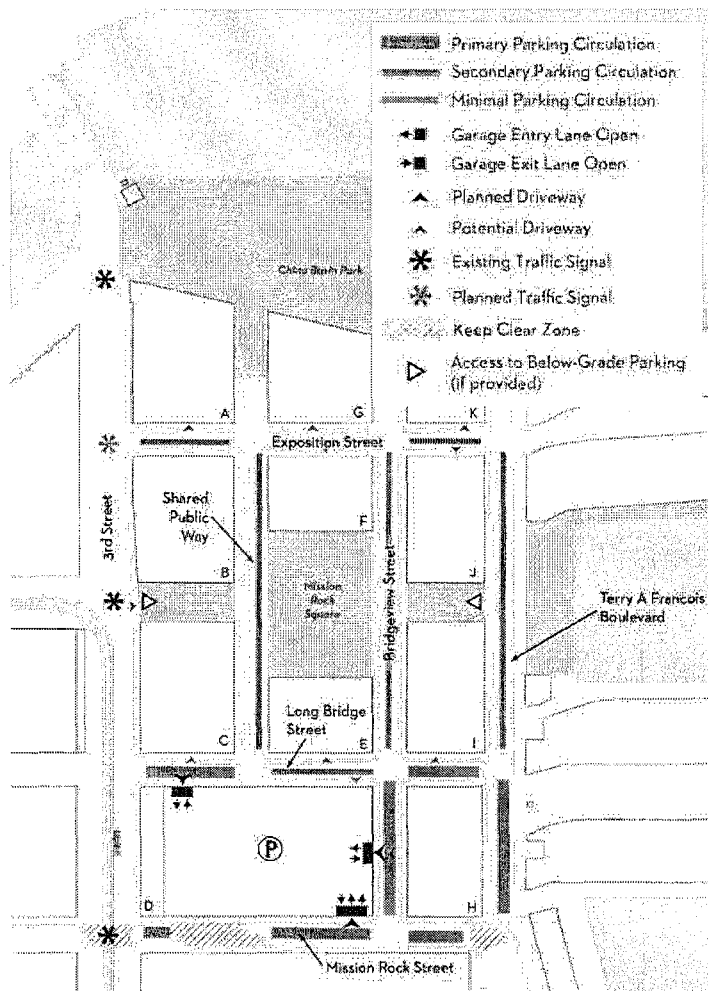 Primary Parking Circulation
Secondary Parking Circulation
Minimal Parking Circulation
Garage Entry Lane Open
Garage Exit Lane Open
Planned Driveway
Potential Driveway
Existing Traffic Signal
Planned Traffic Signal
Keep Clear Zone
Access to Below-Grade Parking
(if provided)
China Basin Park
A
G
K
Exposition Street
3rd Street
Shared
Public
Way
F
B
Mission
Rock
Square
Bridgeview Street
J
Terry A Francois
Boulevard
Long Bridge
Street
C
E
I
P
D
H
Mission Rock Street